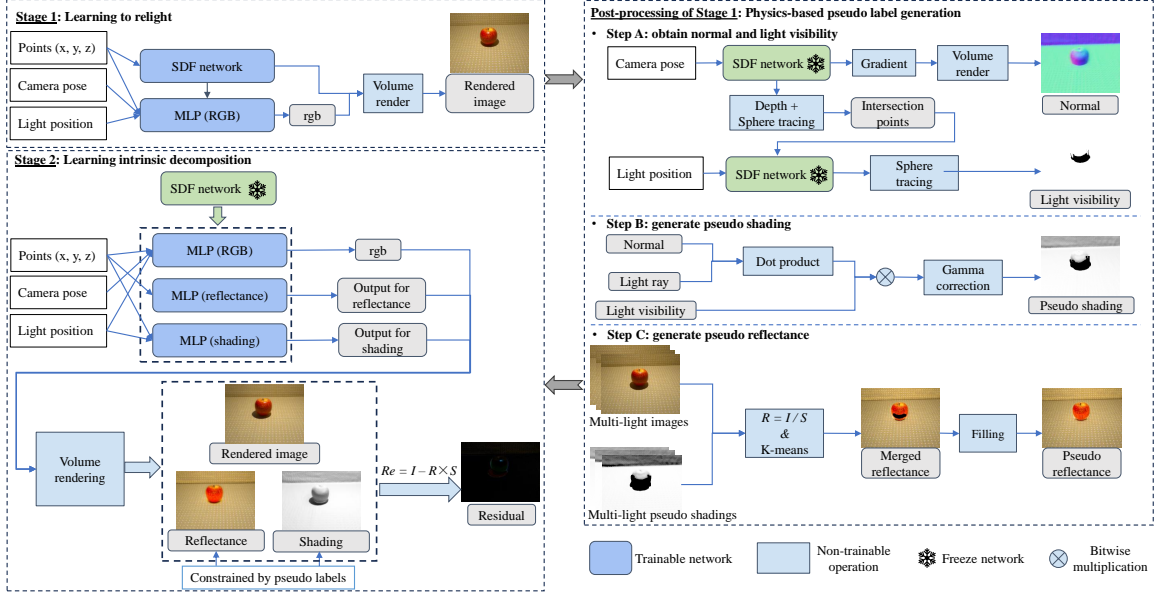 Stage 1: Learning to relight
Points (x, y, z)
Camera pose
Light position
SDF network
MLP (RGB)
rgb
Volume
render
Rendered
image
Stage 2: Learning intrinsic decomposition
SDF network
Points (x, y, z)
Camera pose
Light position
MLP (RGB)
MLP (reflectance)
MLP (shading)
rgb
Output for
reflectance
Output for
shading
Volume
rendering
Rendered image
Reflectance
Shading
Constrained by pseudo labels
Re = I – R × S
Residual
Post-processing of Stage 1: Physics-based pseudo label generation
• Step A: obtain normal and light visibility
Camera pose
SDF network
Gradient
Volume
render
Normal
Depth +
Sphere tracing
Intersection
points
Light position
SDF network
Sphere
tracing
Light visibility
• Step B: generate pseudo shading
Normal
Light ray
Light visibility
Dot product
Gamma
correction
Pseudo shading
• Step C: generate pseudo reflectance
Multi-light images
Multi-light pseudo shadings
R = I / S
&
K-means
Merged
reflectance
Filling
Pseudo
reflectance
Trainable network
Non-trainable
operation
Freeze network
Bitwise
multiplication